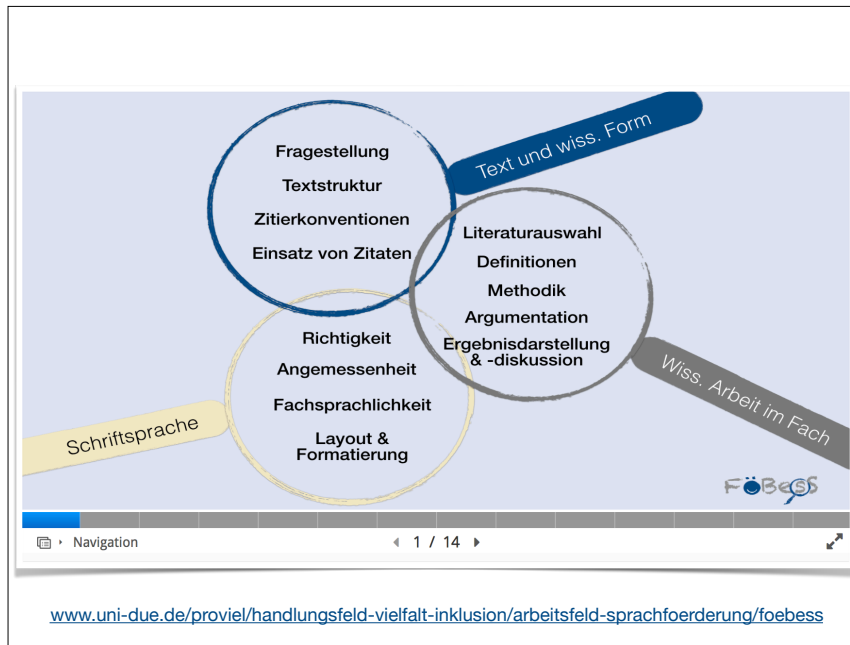 Fragestellung
Textstruktur
Zitierkonventionen
Einsatz von Zitaten
Text und wiss. Form
Literaturauswahl
Definitionen
Methodik
Argumentation
Ergebnisdarstellung
& -diskussion
Wiss. Arbeit im Fach
Richtigkeit
Angemessenheit
Fachsprachlichkeit
Layout &
Formatierung
Schriftsprache
FöBesS
Navigation
1 / 14
www.uni-due.de/proviel/handlungsfeld-vielfalt-inklusion/arbeitsfeld-sprachfoerderung/foebess